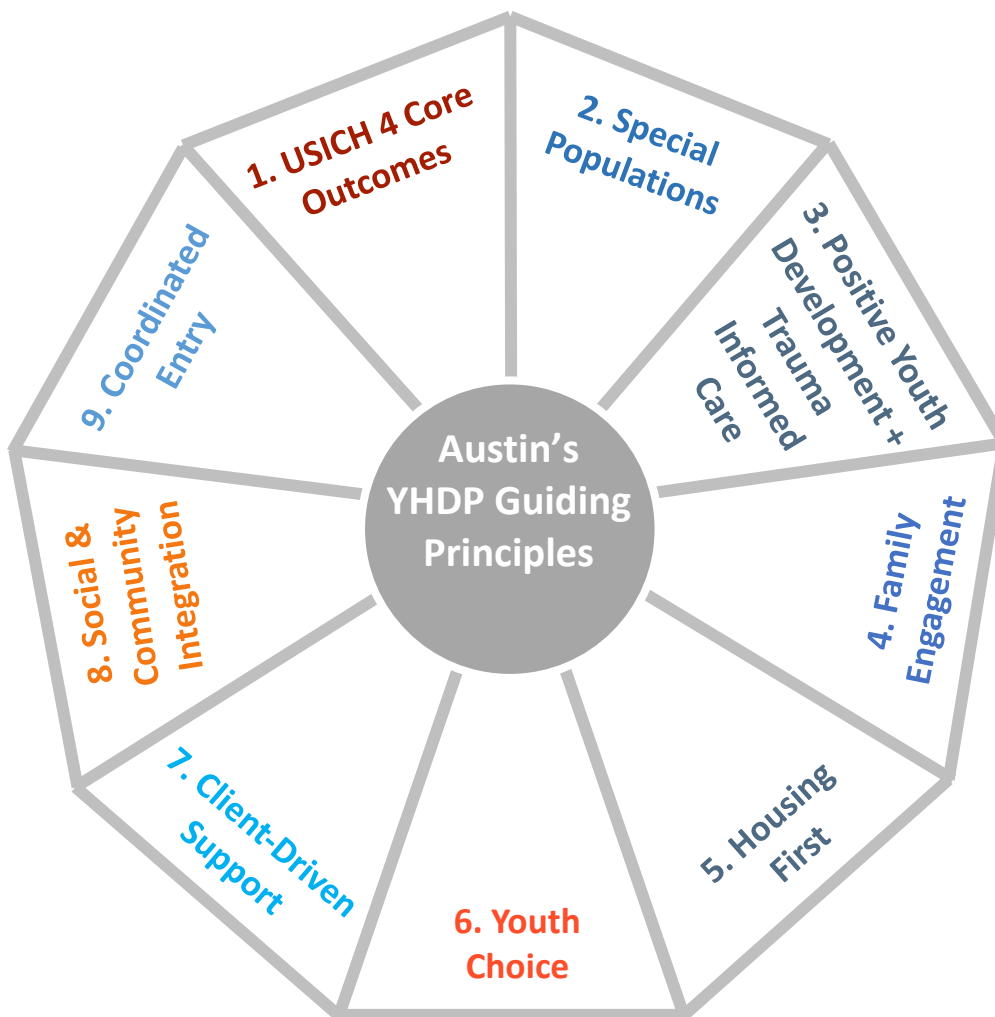 Austin’s
YHDP Guiding
Principles
1. USICH 4 Core
Outcomes
2. Special
Populations
3. Positive Youth
Development +
Trauma
Informed
Care
4. Family
Engagement
5. Housing
First
6. Youth
Choice
7. Client-Driven
Support
8. Social &
Community
Integration
9. Coordinated
Entry